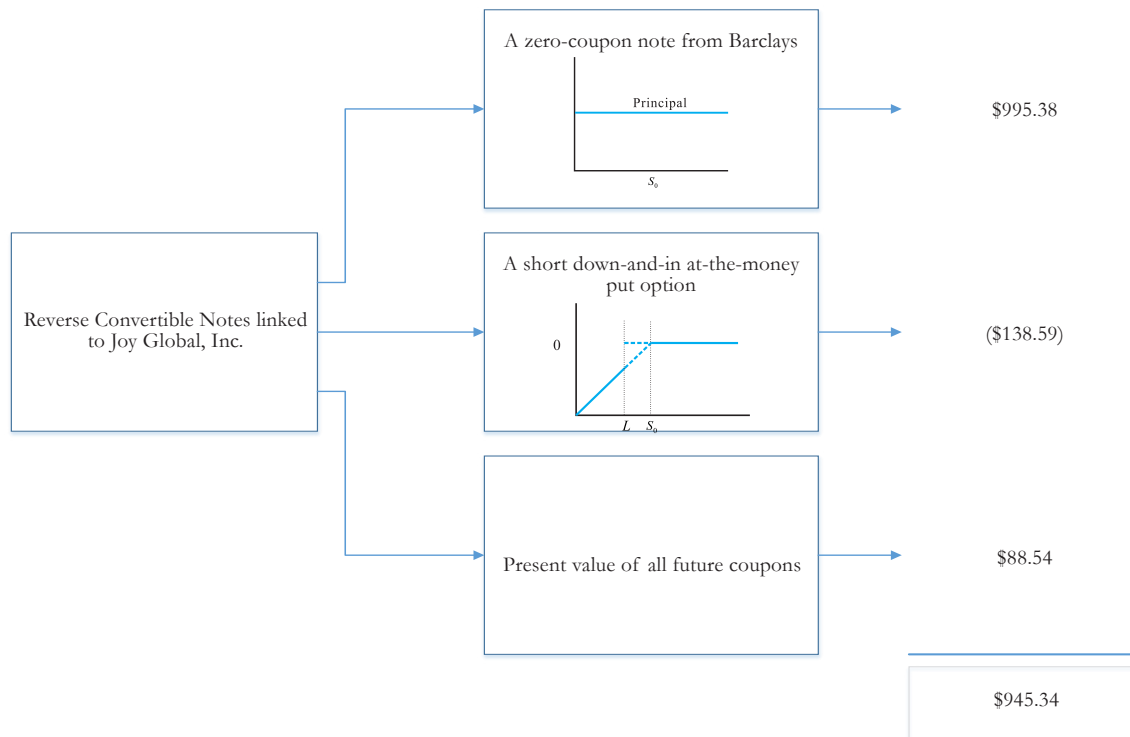 A zero-coupon note from Barclays
Principal
S₀
$995.38
Reverse Convertible Notes linked
to Joy Global, Inc.
A short down-and-in at-the-money
put option
0
L S₀
($138.59)
Present value of all future coupons
$88.54
$945.34